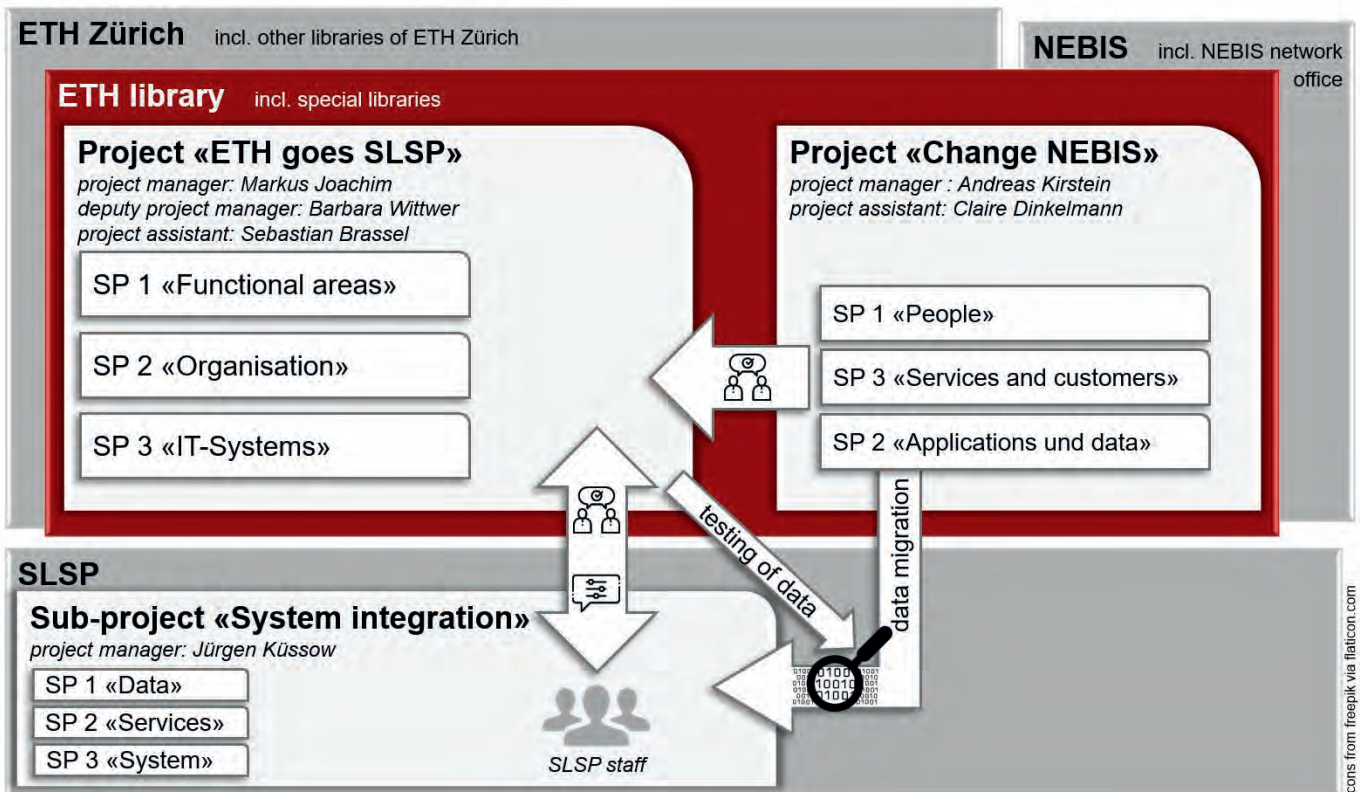 ETH Zürich incl. other libraries of ETH Zürich
NEBIS incl. NEBIS network
office
ETH library incl. special libraries
Project «ETH goes SLSP»
project manager: Markus Joachim
deputy project manager: Barbara Wittwer
project assistant: Sebastian Brassel
SP 1 «Functional areas»
SP 2 «Organisation»
SP 3 «IT-Systems»
Project «Change NEBIS»
project manager : Andreas Kirstein
project assistant: Claire Dinkelmann
SP 1 «People»
SP 3 «Services and customers»
SP 2 «Applications und data»
testing of data
data migration
SLSP
Sub-project «System integration»
project manager: Jürgen Küssow
SP 1 «Data»
SP 2 «Services»
SP 3 «System»
SLSP staff
cons from freepik via flaticon.com